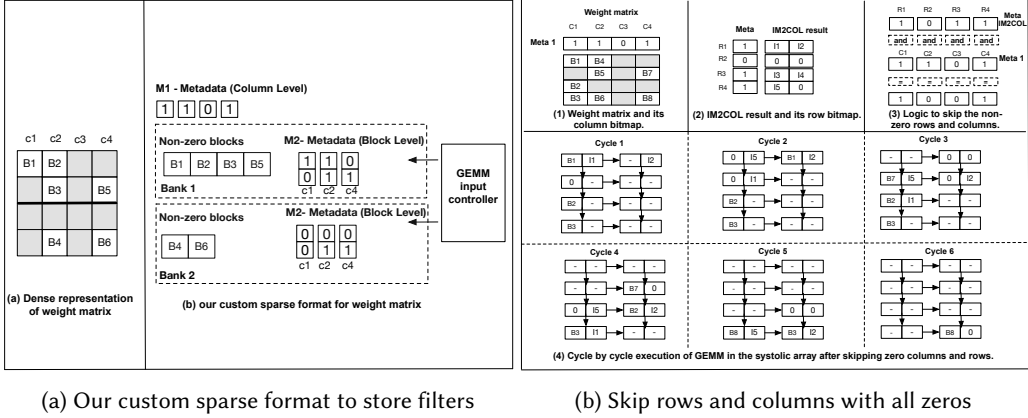 c1 c2 c3 c4
B1 B2
B3 B5
B4 B6
(a) Dense representation
of weight matrix
M1 - Metadata (Column Level)
1 1 0 1
Non-zero blocks
M2- Metadata (Block Level)
B1 B2 B3 B5
1 1 0
0 1 1
c1 c2 c4
Bank 1
Non-zero blocks
M2- Metadata (Block Level)
B4 B6
0 0 0
0 1 1
c1 c2 c4
Bank 2
GEMM
input
controller
(b) our custom sparse format for weight matrix
(a) Our custom sparse format to store filters
Weight matrix
C1 C2 C3 C4
Meta 1 1 1 0 1
B1 B4
B5 B7
B2
B3 B6 B8
(1) Weight matrix and its
column bitmap.
Meta IM2COL result
R1 1 I1 I2
R2 0 0 0
R3 1 I3 I4
R4 1 I5 0
(2) IM2COL result and its row bitmap.
R1 R2 R3 R4
1 0 1 1 Meta
IM2COL
and and and and
C1 C2 C3 C4 Meta 1
1 1 0 1
= = = =
1 0 0 1
(3) Logic to skip the non-
zero rows and columns.
Cycle 1
B1 I1 - I2
0 - - -
B2 - - -
B3 - - -
Cycle 2
0 I5 B1 I2
0 I1 - -
B2 - - -
B3 - - -
Cycle 3
- - 0 0
B7 I5 0 I2
B2 I1 - -
B3 - - -
Cycle 4
- - - -
- - B7 0
0 I5 B2 I2
B3 I1 - -
Cycle 5
- - - -
- - - -
- - 0 0
B8 I5 B3 I2
Cycle 6
- - - -
- - - -
- - - -
- - B8 0
(4) Cycle by cycle execution of GEMM in the systolic array after skipping zero columns and rows.
(b) Skip rows and columns with all zeros